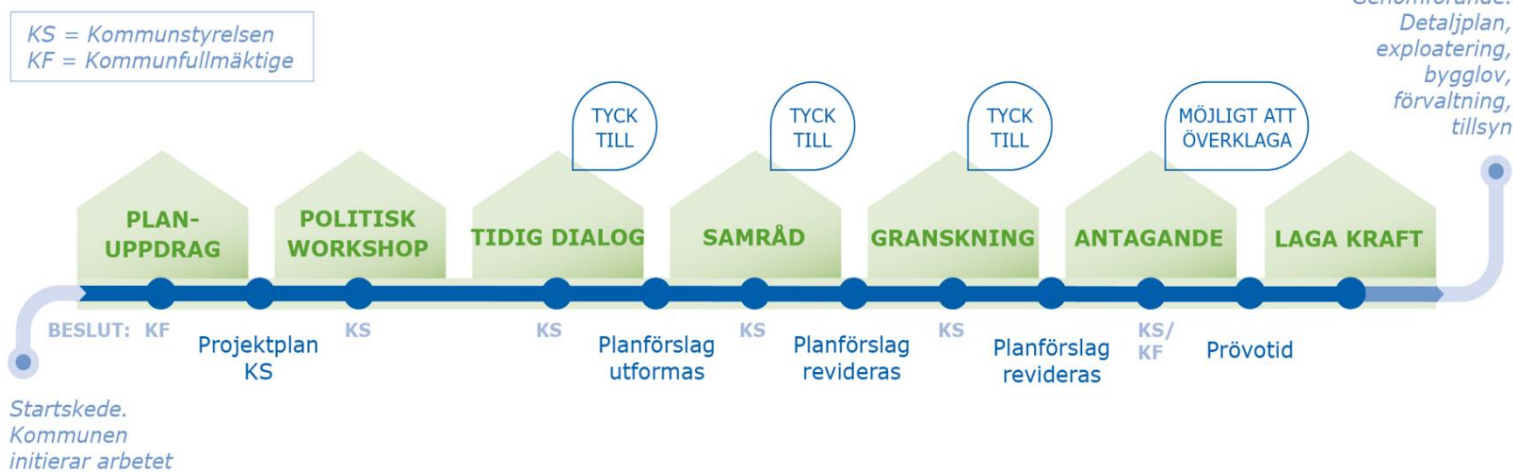 KS = Kommunstyrelsen
KF = Kommunfullmäktige
Genomförande:
Detaljplan,
exploatering,
bygglov,
förvaltning,
tillsyn
TYCK
TILL
TYCK
TILL
TYCK
TILL
MÖJLIGT ATT
ÖVERKLAGA
PLAN-
UPPDRAG
POLITISK
WORKSHOP
TIDIG DIALOG
SAMRÅD
GRANSKNING
ANTAGANDE
LAGA KRAFT
BESLUT: KF
Projektplan
KS
KS
KS
Planförslag
utformas
KS
Planförslag
revideras
KS
Planförslag
revideras
KS/
KF
Prövotid
Startskede.
Kommunen
initierar arbetet